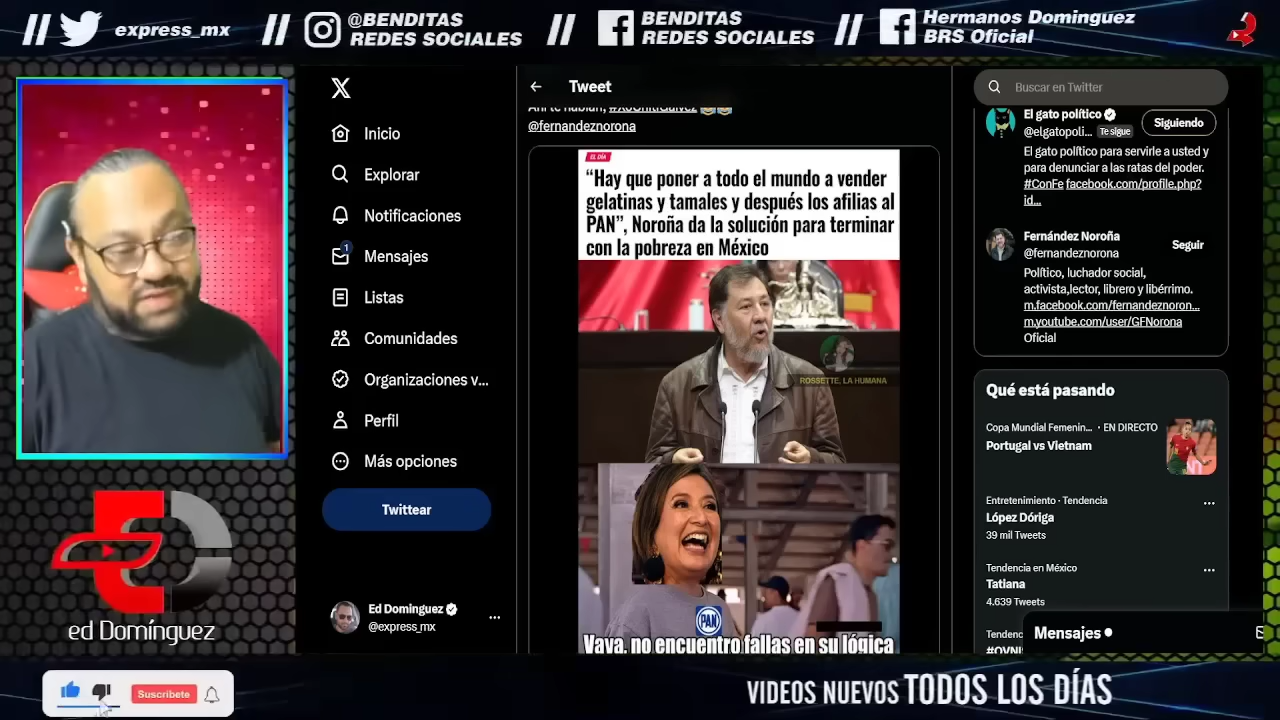 express_mx
@BENDITAS
REDES SOCIALES
BENDITAS
REDES SOCIALES
Hermanos Dominguez
BRS Oficial
X
Inicio
Explorar
Notificaciones
1
Mensajes
Listas
Comunidades
Organizaciones v...
Perfil
Más opciones
Twittear
Ed Dominguez
@express_mx
Tweet
@fernandeznorona
EL DÍA
“Hay que poner a todo el mundo a vender
gelatinas y tamales y después los afilias al
PAN”, Noroña da la solución para terminar
con la pobreza en México
ROSSETTE, LA HUMANA
PAN
Vaya, no encuentro fallas en su lógica
Buscar en Twitter
El gato político
@elgatopoli... Te sigue
Siguiendo
El gato político para servirle a usted y
para denunciar a las ratas del poder.
#ConFe facebook.com/profile.php?
id...
Fernández Noroña
@fernandeznorona
Seguir
Político, luchador social,
activista,lector, librero y libérrimo.
m.facebook.com/fernandeznoron...
m.youtube.com/user/GFNorona
Oficial
Qué está pasando
Copa Mundial Femenin... · EN DIRECTO
Portugal vs Vietnam
Entretenimiento · Tendencia
López Dóriga
39 mil Tweets
Tendencia en México
Tatiana
4.639 Tweets
Mensajes
ed Domínguez
Suscríbete
VIDEOS NUEVOS TODOS LOS DÍAS